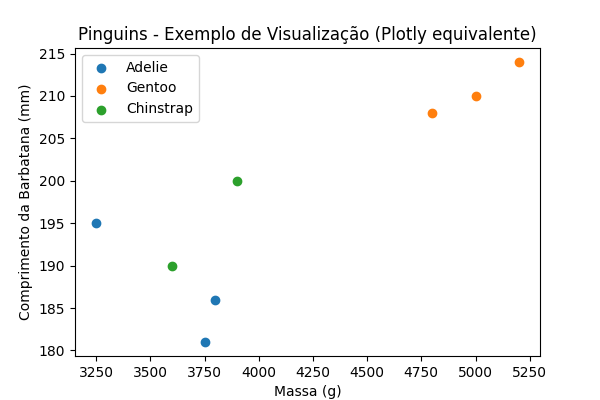 Pinguins - Exemplo de Visualização (Plotly equivalente)
Adelie
Gentoo
Chinstrap
Comprimento da Barbatana (mm)
215
210
205
200
195
190
185
180
3250 3500 3750 4000 4250 4500 4750 5000 5250
Massa (g)